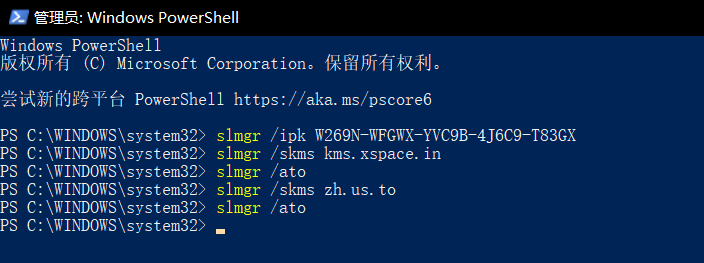 管理员: Windows PowerShell
Windows PowerShell
版权所有 (C) Microsoft Corporation。保留所有权利。
尝试新的跨平台 PowerShell https://aka.ms/pscore6
PS C:\WINDOWS\system32> slmgr /ipk W269N-WFGWX-YVC9B-4J6C9-T83GX
PS C:\WINDOWS\system32> slmgr /skms kms.xspace.in
PS C:\WINDOWS\system32> slmgr /ato
PS C:\WINDOWS\system32> slmgr /skms zh.us.to
PS C:\WINDOWS\system32> slmgr /ato
PS C:\WINDOWS\system32>